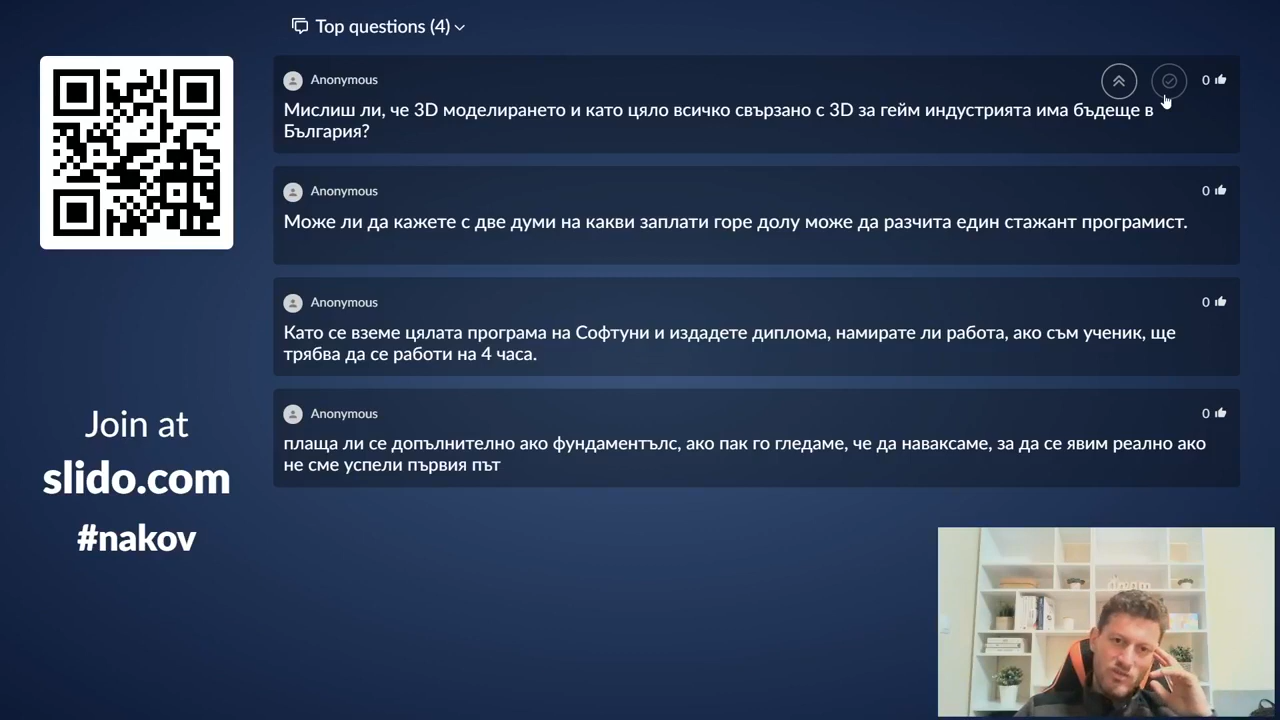 Top questions (4)
Anonymous
0
Мислиш ли, че 3D моделирането и като цяло всичко свързано с 3D за гейм индустрията има бъдеще в
България?
Anonymous
0
Може ли да кажете с две думи на какви заплати горе долу може да разчита един стажант програмист.
Anonymous
0
Като се вземе цялата програма на Софтуни и издадете диплома, намирате ли работа, ако съм ученик, ще
трябва да се работи на 4 часа.
Anonymous
0
плаща ли се допълнително ако фундаментълс, ако пак го гледаме, че да наваксаме, за да се явим реално ако
не сме успели първия път
Join at
slido.com
#nakov